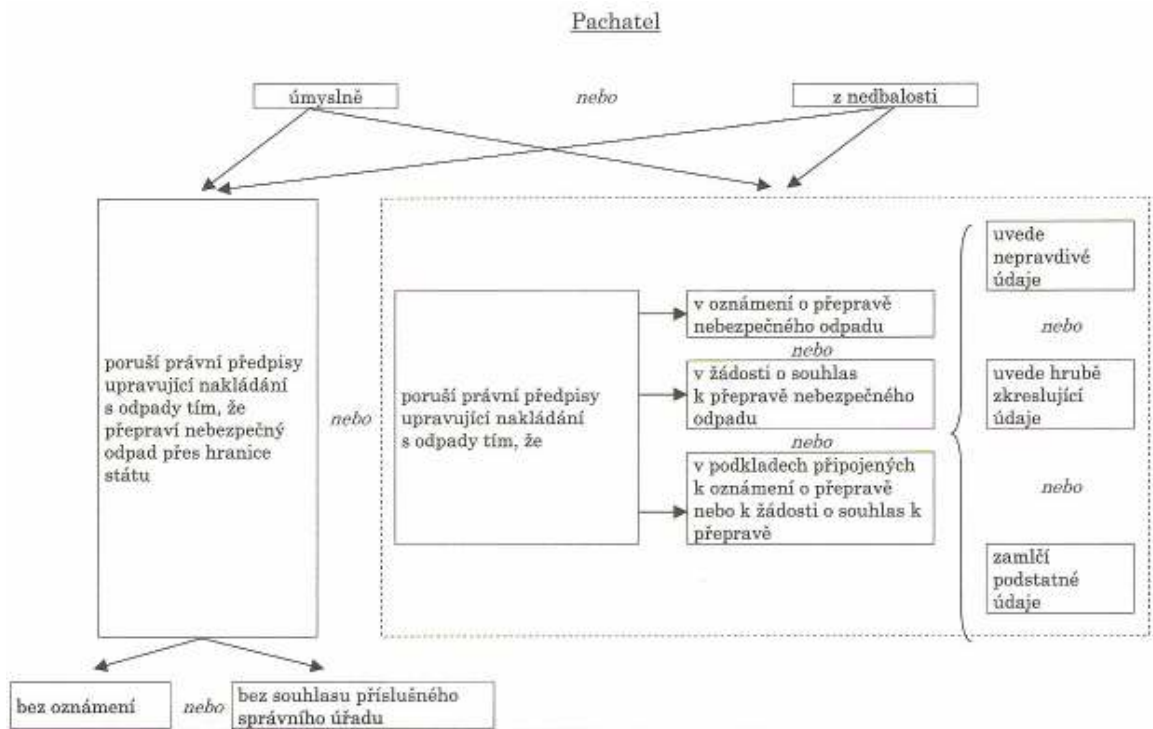 Pachatel
úmyslně
nebo
z nedbalosti
poruší právní předpisy
upravující nakládání
s odpady tím, že
přepraví nebezpečný
odpad přes hranice
státu
nebo
poruší právní předpisy
upravující nakládání
s odpady tím, že
v oznámení o přepravě
nebezpečného odpadu
nebo
v žádosti o souhlas
k přepravě nebezpečného
odpadu
nebo
v podkladech připojených
k oznámení o přepravě
nebo k žádosti o souhlas k
přepravě
uvede
nepravdivé
údaje
nebo
uvede hrubě
zkreslující
údaje
nebo
zamlčí
podstatné
údaje
bez oznámení
nebo
bez souhlasu příslušného
správního úřadu